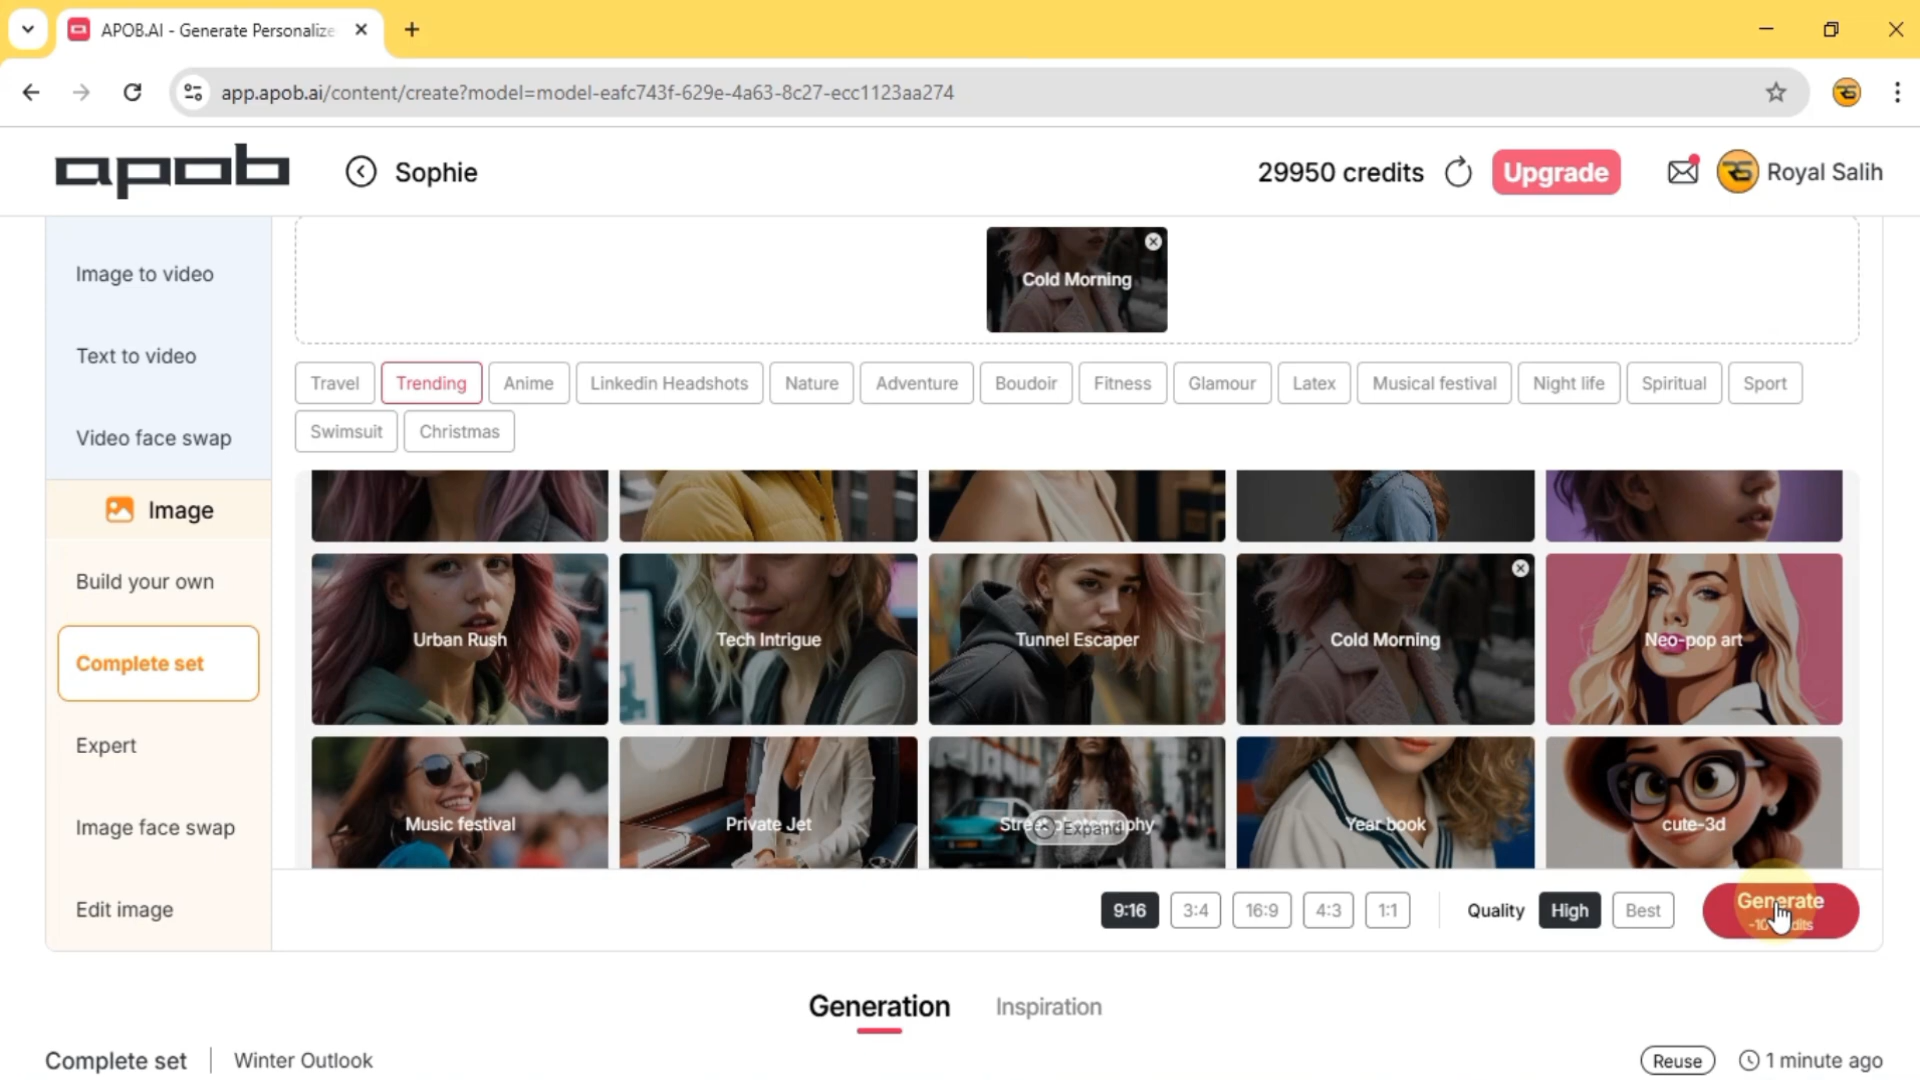 APOB.AI - Generate Personalize
app.apob.ai/content/create?model=model-eafc743f-629e-4a63-8c27-ecc1123aa274
apob
Sophie
29950 credits
Upgrade
Royal Salih
Image to video
Text to video
Video face swap
Image
Build your own
Complete set
Expert
Image face swap
Edit image
Cold Morning
Travel Trending Anime Linkedin Headshots Nature Adventure Boudoir Fitness Glamour Latex Musical festival Night life Spiritual Sport
Swimsuit Christmas
Urban Rush Tech Intrigue Tunnel Escaper Cold Morning Neo-pop art
Music festival Private Jet Street photography Year book cute-3d
Expand
9:16 3:4 16:9 4:3 1:1 Quality High Best
Generate
Generation Inspiration
Complete set Winter Outlook Reuse 1 minute ago